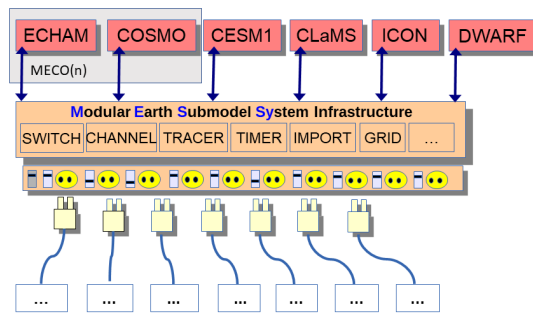 ECHAM COSMO CESM1 CLaMS ICON DWARF
MECO(n)
Modular Earth Submodel System Infrastructure
SWITCH CHANNEL TRACER TIMER IMPORT GRID ...
... ... ... ... ... ... ...